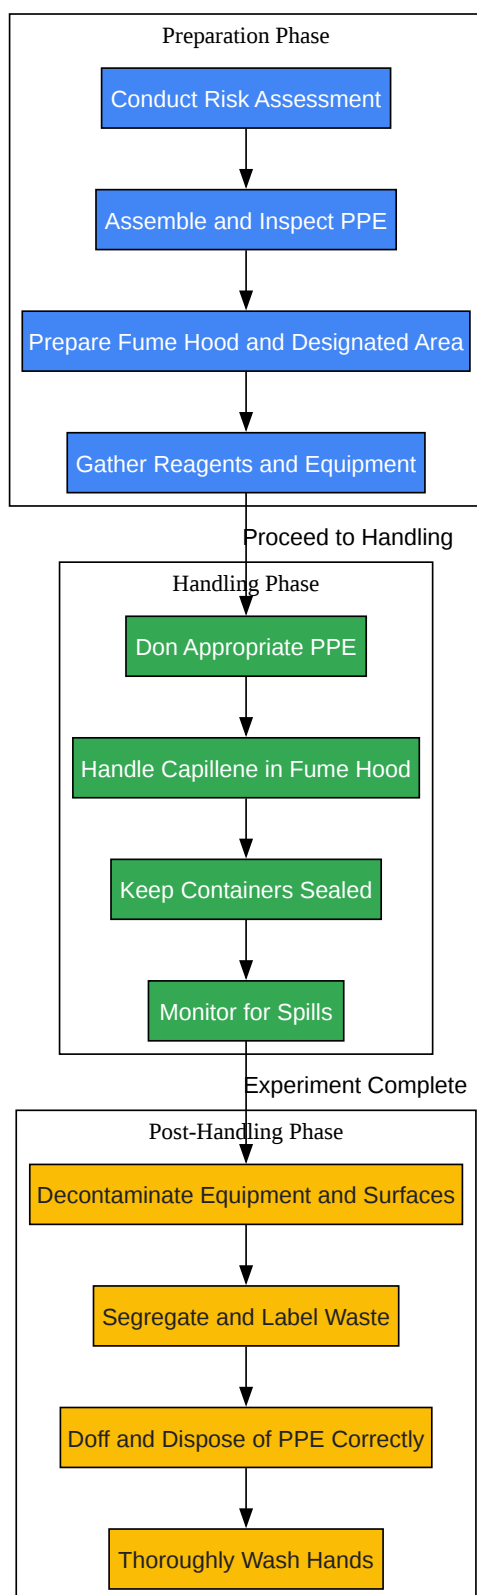 Preparation Phase
Conduct Risk Assessment
Assemble and Inspect PPE
Prepare Fume Hood and Designated Area
Gather Reagents and Equipment
Proceed to Handling
Handling Phase
Don Appropriate PPE
Handle Capillene in Fume Hood
Keep Containers Sealed
Monitor for Spills
Experiment Complete
Post-Handling Phase
Decontaminate Equipment and Surfaces
Segregate and Label Waste
Doff and Dispose of PPE Correctly
Thoroughly Wash Hands